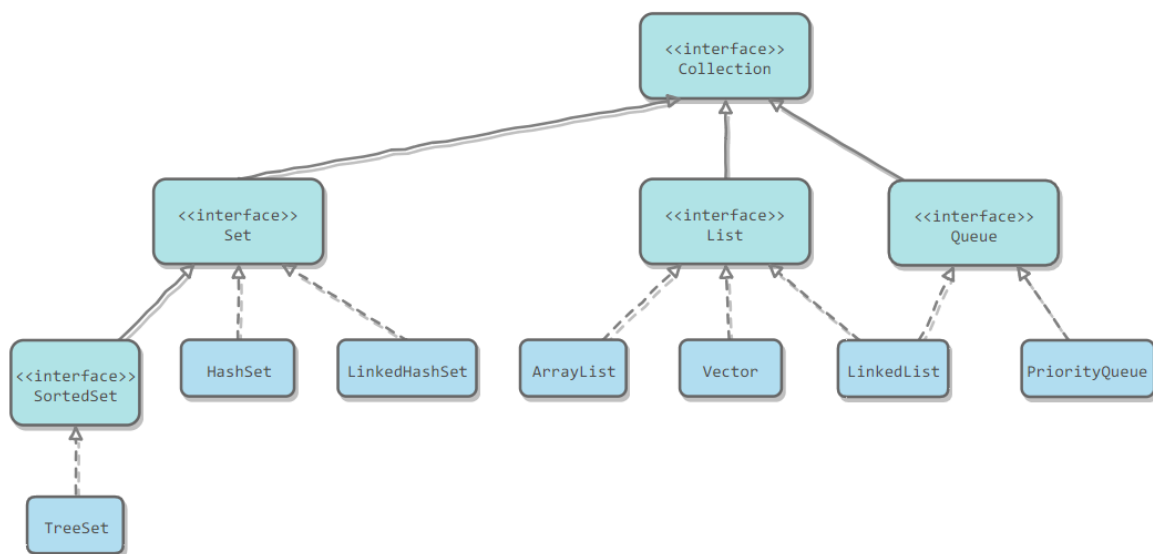 <<interface>>
Collection
<<interface>>
Set
<<interface>>
List
<<interface>>
Queue
<<interface>>
SortedSet
HashSet
LinkedHashSet
ArrayList
Vector
LinkedList
PriorityQueue
TreeSet